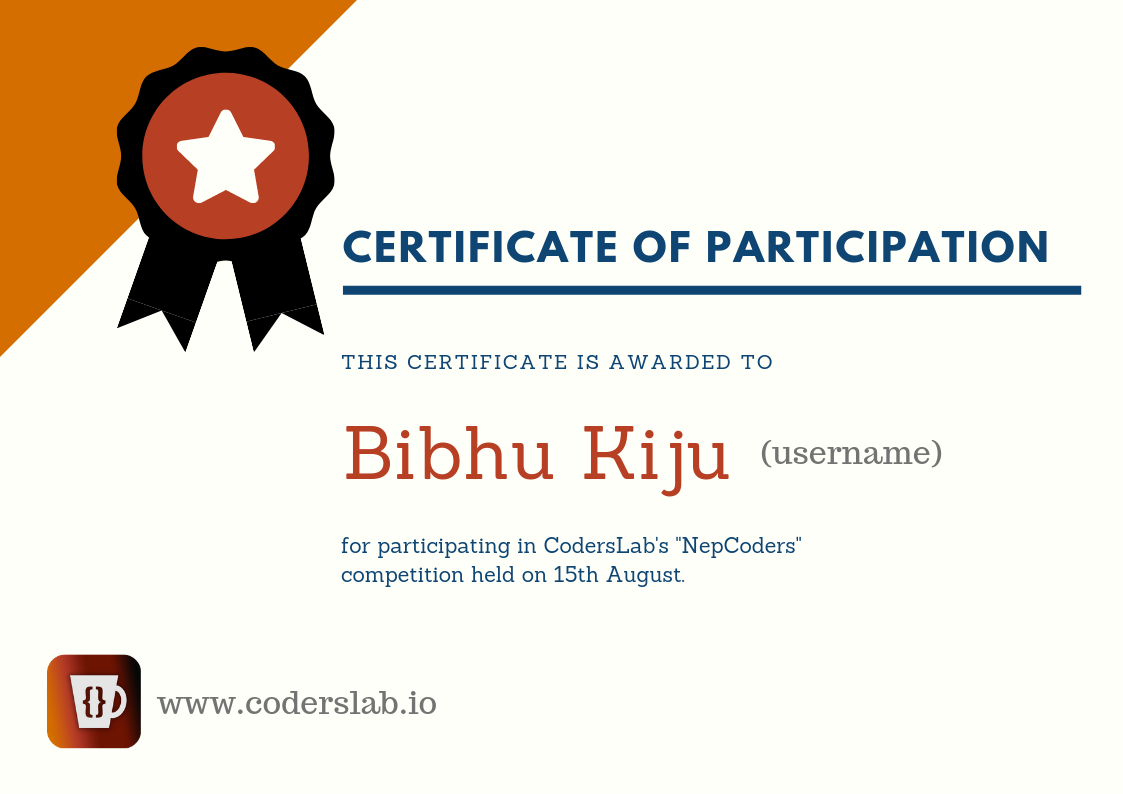 CERTIFICATE OF PARTICIPATION
THIS CERTIFICATE IS AWARDED TO
Bibhu Kiju (username)
for participating in CodersLab's "NepCoders"
competition held on 15th August.
{}
www.coderslab.io